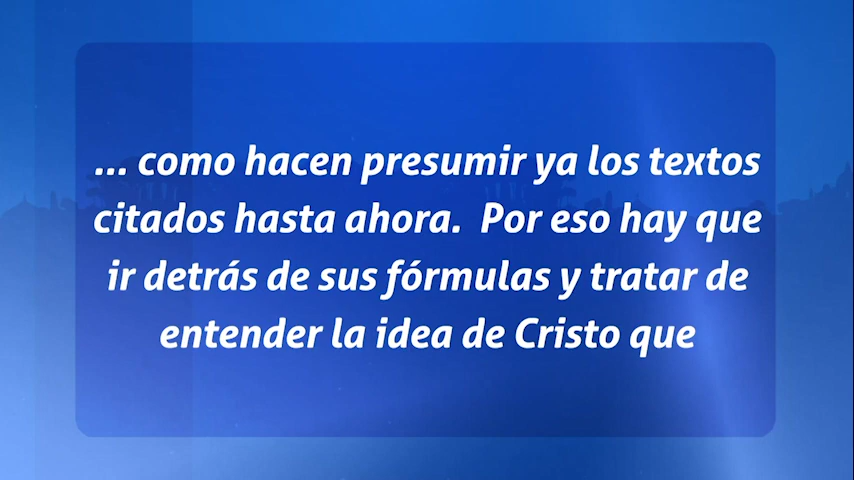 ... como hacen presumir ya los textos
citados hasta ahora.  Por eso hay que
ir detrás de sus fórmulas y tratar de
entender la idea de Cristo que